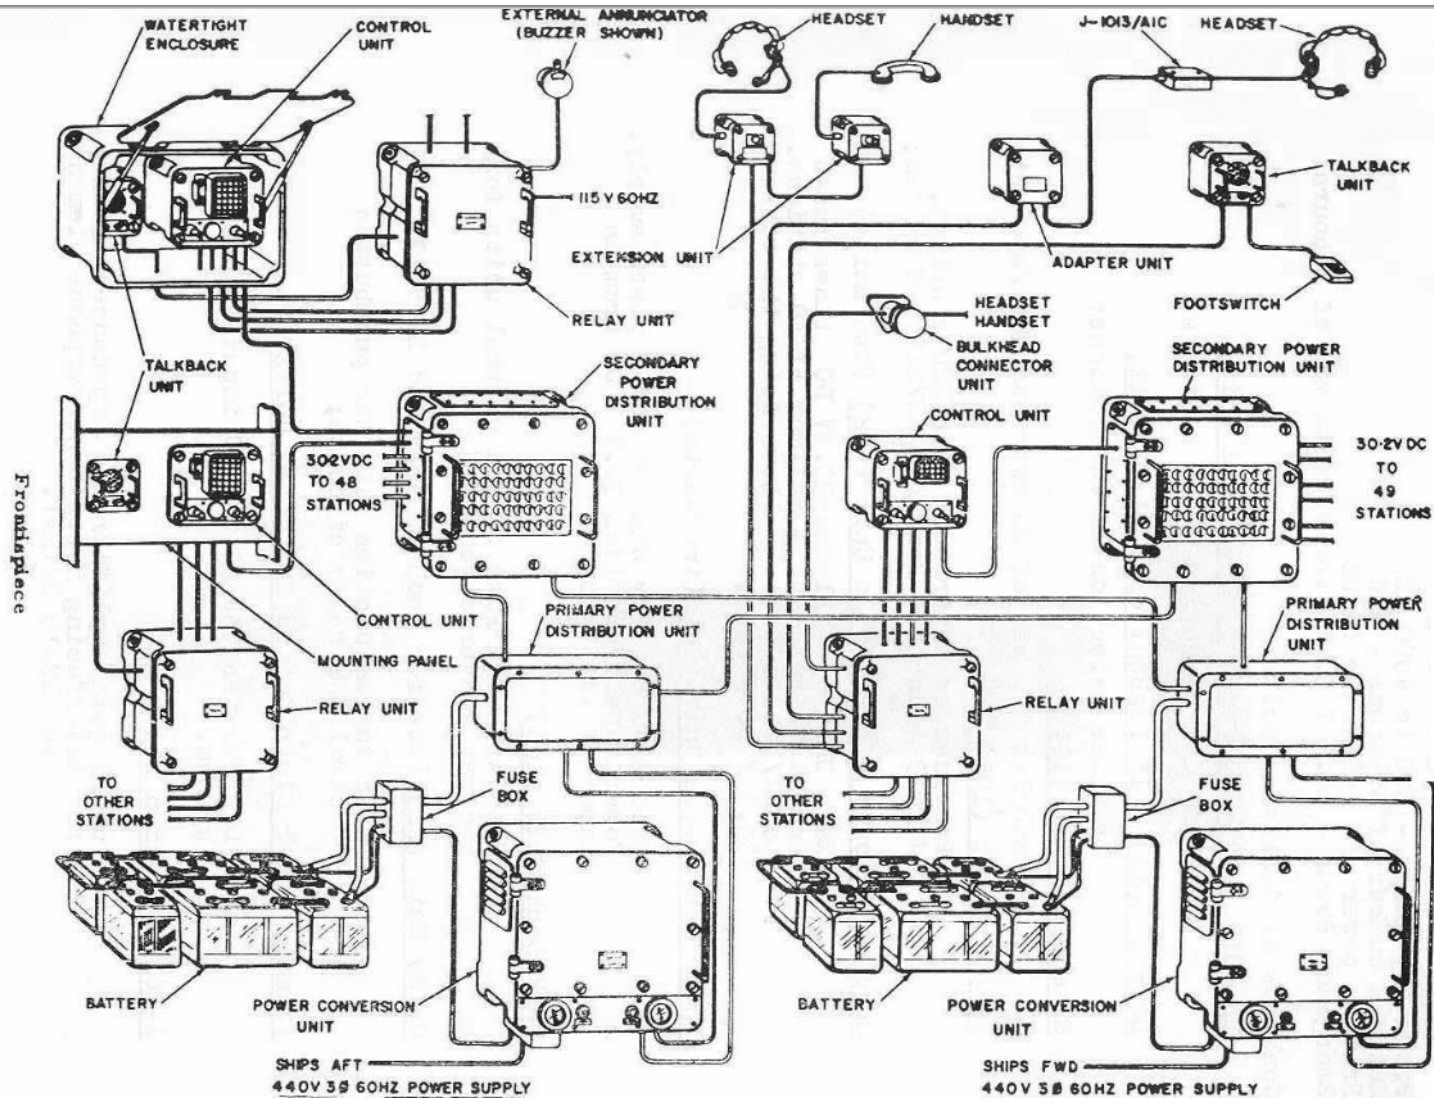 WATERTIGHT
ENCLOSURE
CONTROL
UNIT
EXTERNAL ANNUNCIATOR
(BUZZER SHOWN)
HEADSET
HANDSET
J-1013/AIC
HEADSET
115V 60HZ
TALKBACK
UNIT
EXTENSION UNIT
ADAPTER UNIT
FOOTSWITCH
RELAY UNIT
HEADSET
HANDSET
BULKHEAD
CONNECTOR
UNIT
TALKBACK
UNIT
SECONDARY
POWER
DISTRIBUTION
UNIT
SECONDARY POWER
DISTRIBUTION UNIT
CONTROL UNIT
30·2V DC
TO 48
STATIONS
30·2V DC
TO
49
STATIONS
Frontispiece
CONTROL UNIT
MOUNTING PANEL
PRIMARY POWER
DISTRIBUTION UNIT
PRIMARY POWER
DISTRIBUTION
UNIT
RELAY UNIT
RELAY UNIT
TO
OTHER
STATIONS
FUSE
BOX
TO
OTHER
STATIONS
FUSE
BOX
BATTERY
POWER CONVERSION
UNIT
BATTERY
POWER CONVERSION
UNIT
SHIPS AFT
440V 3Ø 60HZ POWER SUPPLY
SHIPS FWD
440V 3Ø 60HZ POWER SUPPLY